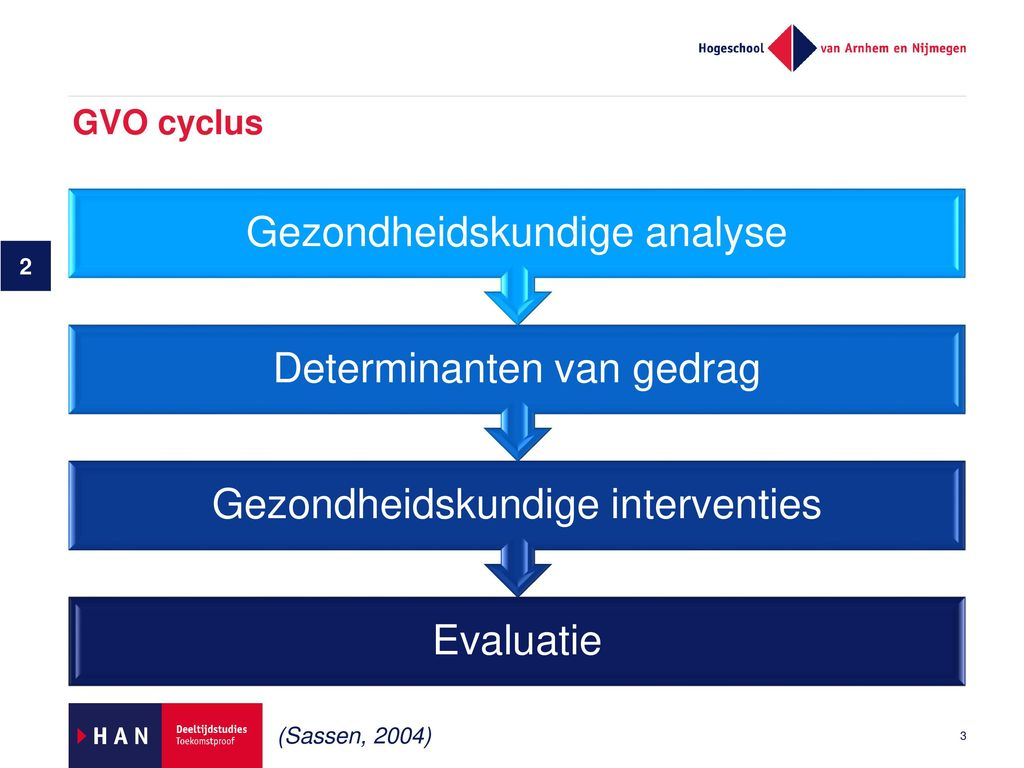 Hogeschool van Arnhem en Nijmegen
GVO cyclus
Gezondheidskundige analyse
2
Determinanten van gedrag
Gezondheidskundige interventies
Evaluatie
HAN
Deeltijdstudies
Toekomstproof
(Sassen, 2004)
3